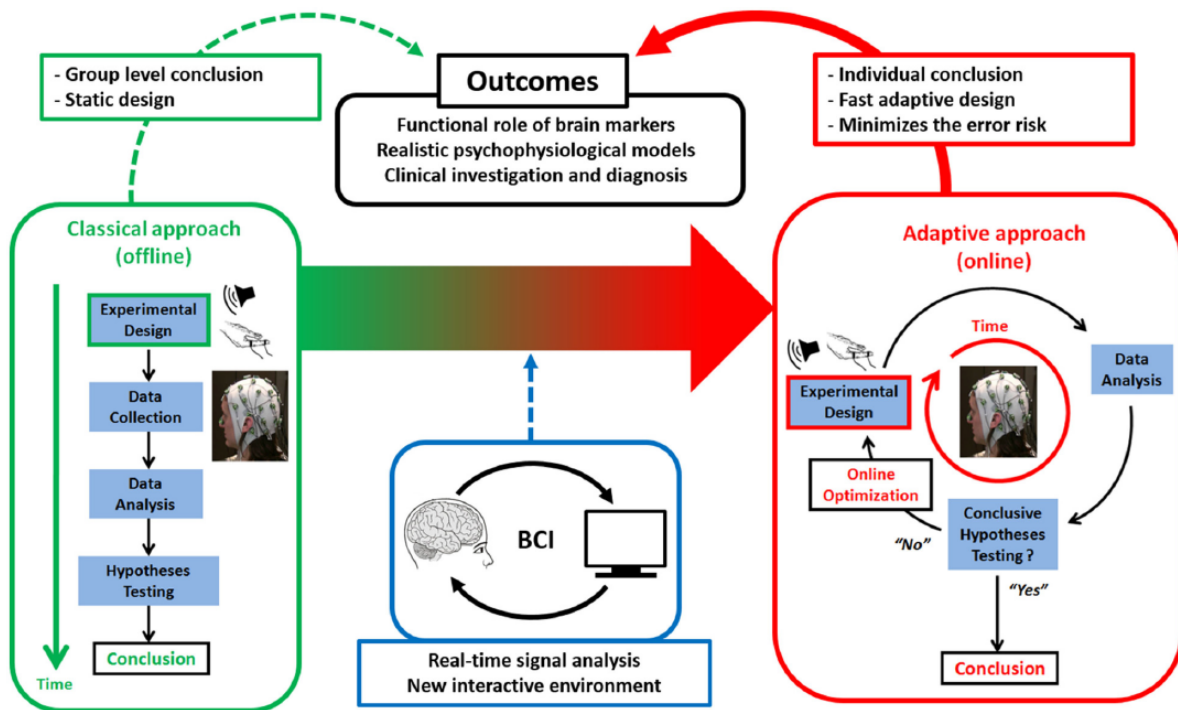 - Group level conclusion
- Static design
Outcomes
Functional role of brain markers
Realistic psychophysiological models
Clinical investigation and diagnosis
- Individual conclusion
- Fast adaptive design
- Minimizes the error risk
Classical approach
(offline)
Experimental
Design
Data
Collection
Data
Analysis
Hypotheses
Testing
Conclusion
Time
BCI
Real-time signal analysis
New interactive environment
Adaptive approach
(online)
Time
Experimental
Design
Data
Analysis
Online
Optimization
Conclusive
Hypotheses
Testing ?
“No”
“Yes”
Conclusion